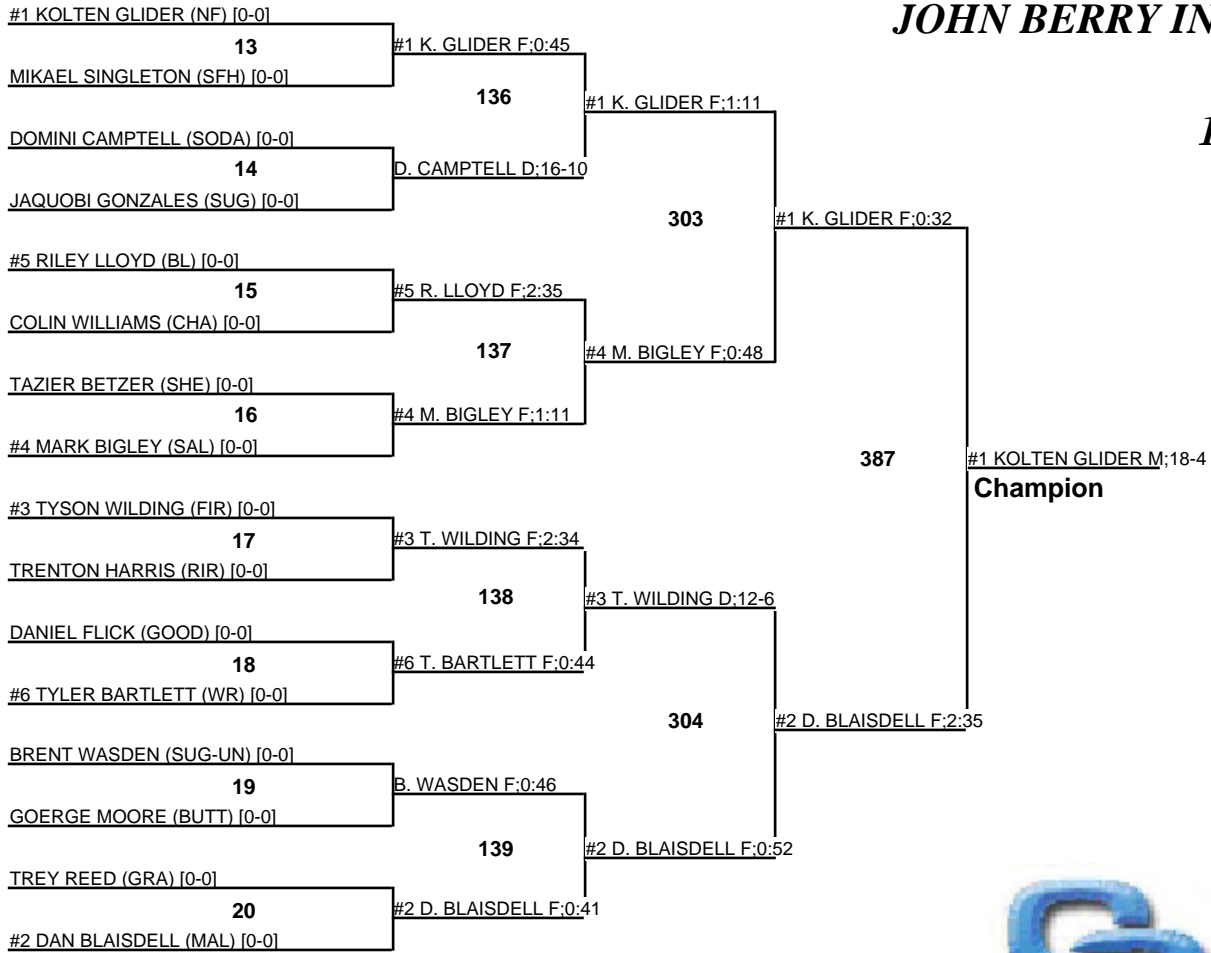 JOHN BERRY IN
1
#1 KOLTEN GLIDER (NF) [0-0]
13
#1 K. GLIDER F;0:45
MIKAEL SINGLETON (SFH) [0-0]
136
#1 K. GLIDER F;1:11
DOMINI CAMPTELL (SODA) [0-0]
14
D. CAMPTELL D;16-10
JAQUOBI GONZALES (SUG) [0-0]
303
#1 K. GLIDER F;0:32
#5 RILEY LLOYD (BL) [0-0]
15
#5 R. LLOYD F;2:35
COLIN WILLIAMS (CHA) [0-0]
137
#4 M. BIGLEY F;0:48
TAZIER BETZER (SHE) [0-0]
16
#4 M. BIGLEY F;1:11
#4 MARK BIGLEY (SAL) [0-0]
387
#1 KOLTEN GLIDER M;18-4
Champion
#3 TYSON WILDING (FIR) [0-0]
17
#3 T. WILDING F;2:34
TRENTON HARRIS (RIR) [0-0]
138
#3 T. WILDING D;12-6
DANIEL FLICK (GOOD) [0-0]
18
#6 T. BARTLETT F;0:44
#6 TYLER BARTLETT (WR) [0-0]
304
#2 D. BLAISDELL F;2:35
BRENT WASDEN (SUG-UN) [0-0]
19
B. WASDEN F;0:46
GOERGE MOORE (BUTT) [0-0]
139
#2 D. BLAISDELL F;0:52
TREY REED (GRA) [0-0]
20
#2 D. BLAISDELL F;0:41
#2 DAN BLAISDELL (MAL) [0-0]